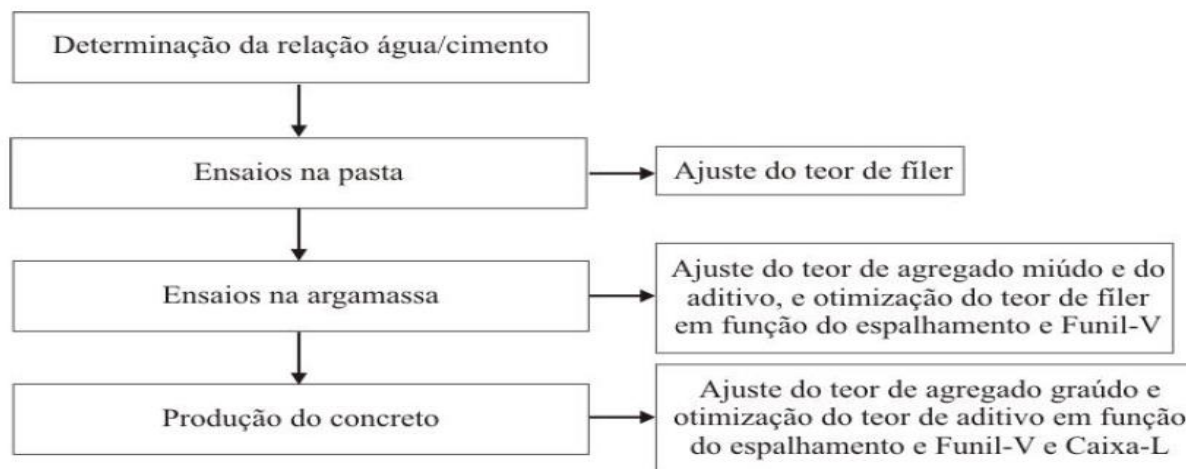 Determinação da relação água/cimento
Ensaios na pasta
Ajuste do teor de fíler
Ensaios na argamassa
Ajuste do teor de agregado miúdo e do
aditivo, e otimização do teor de fíler
em função do espalhamento e Funil-V
Produção do concreto
Ajuste do teor de agregado graúdo e
otimização do teor de aditivo em função
do espalhamento e Funil-V e Caixa-L